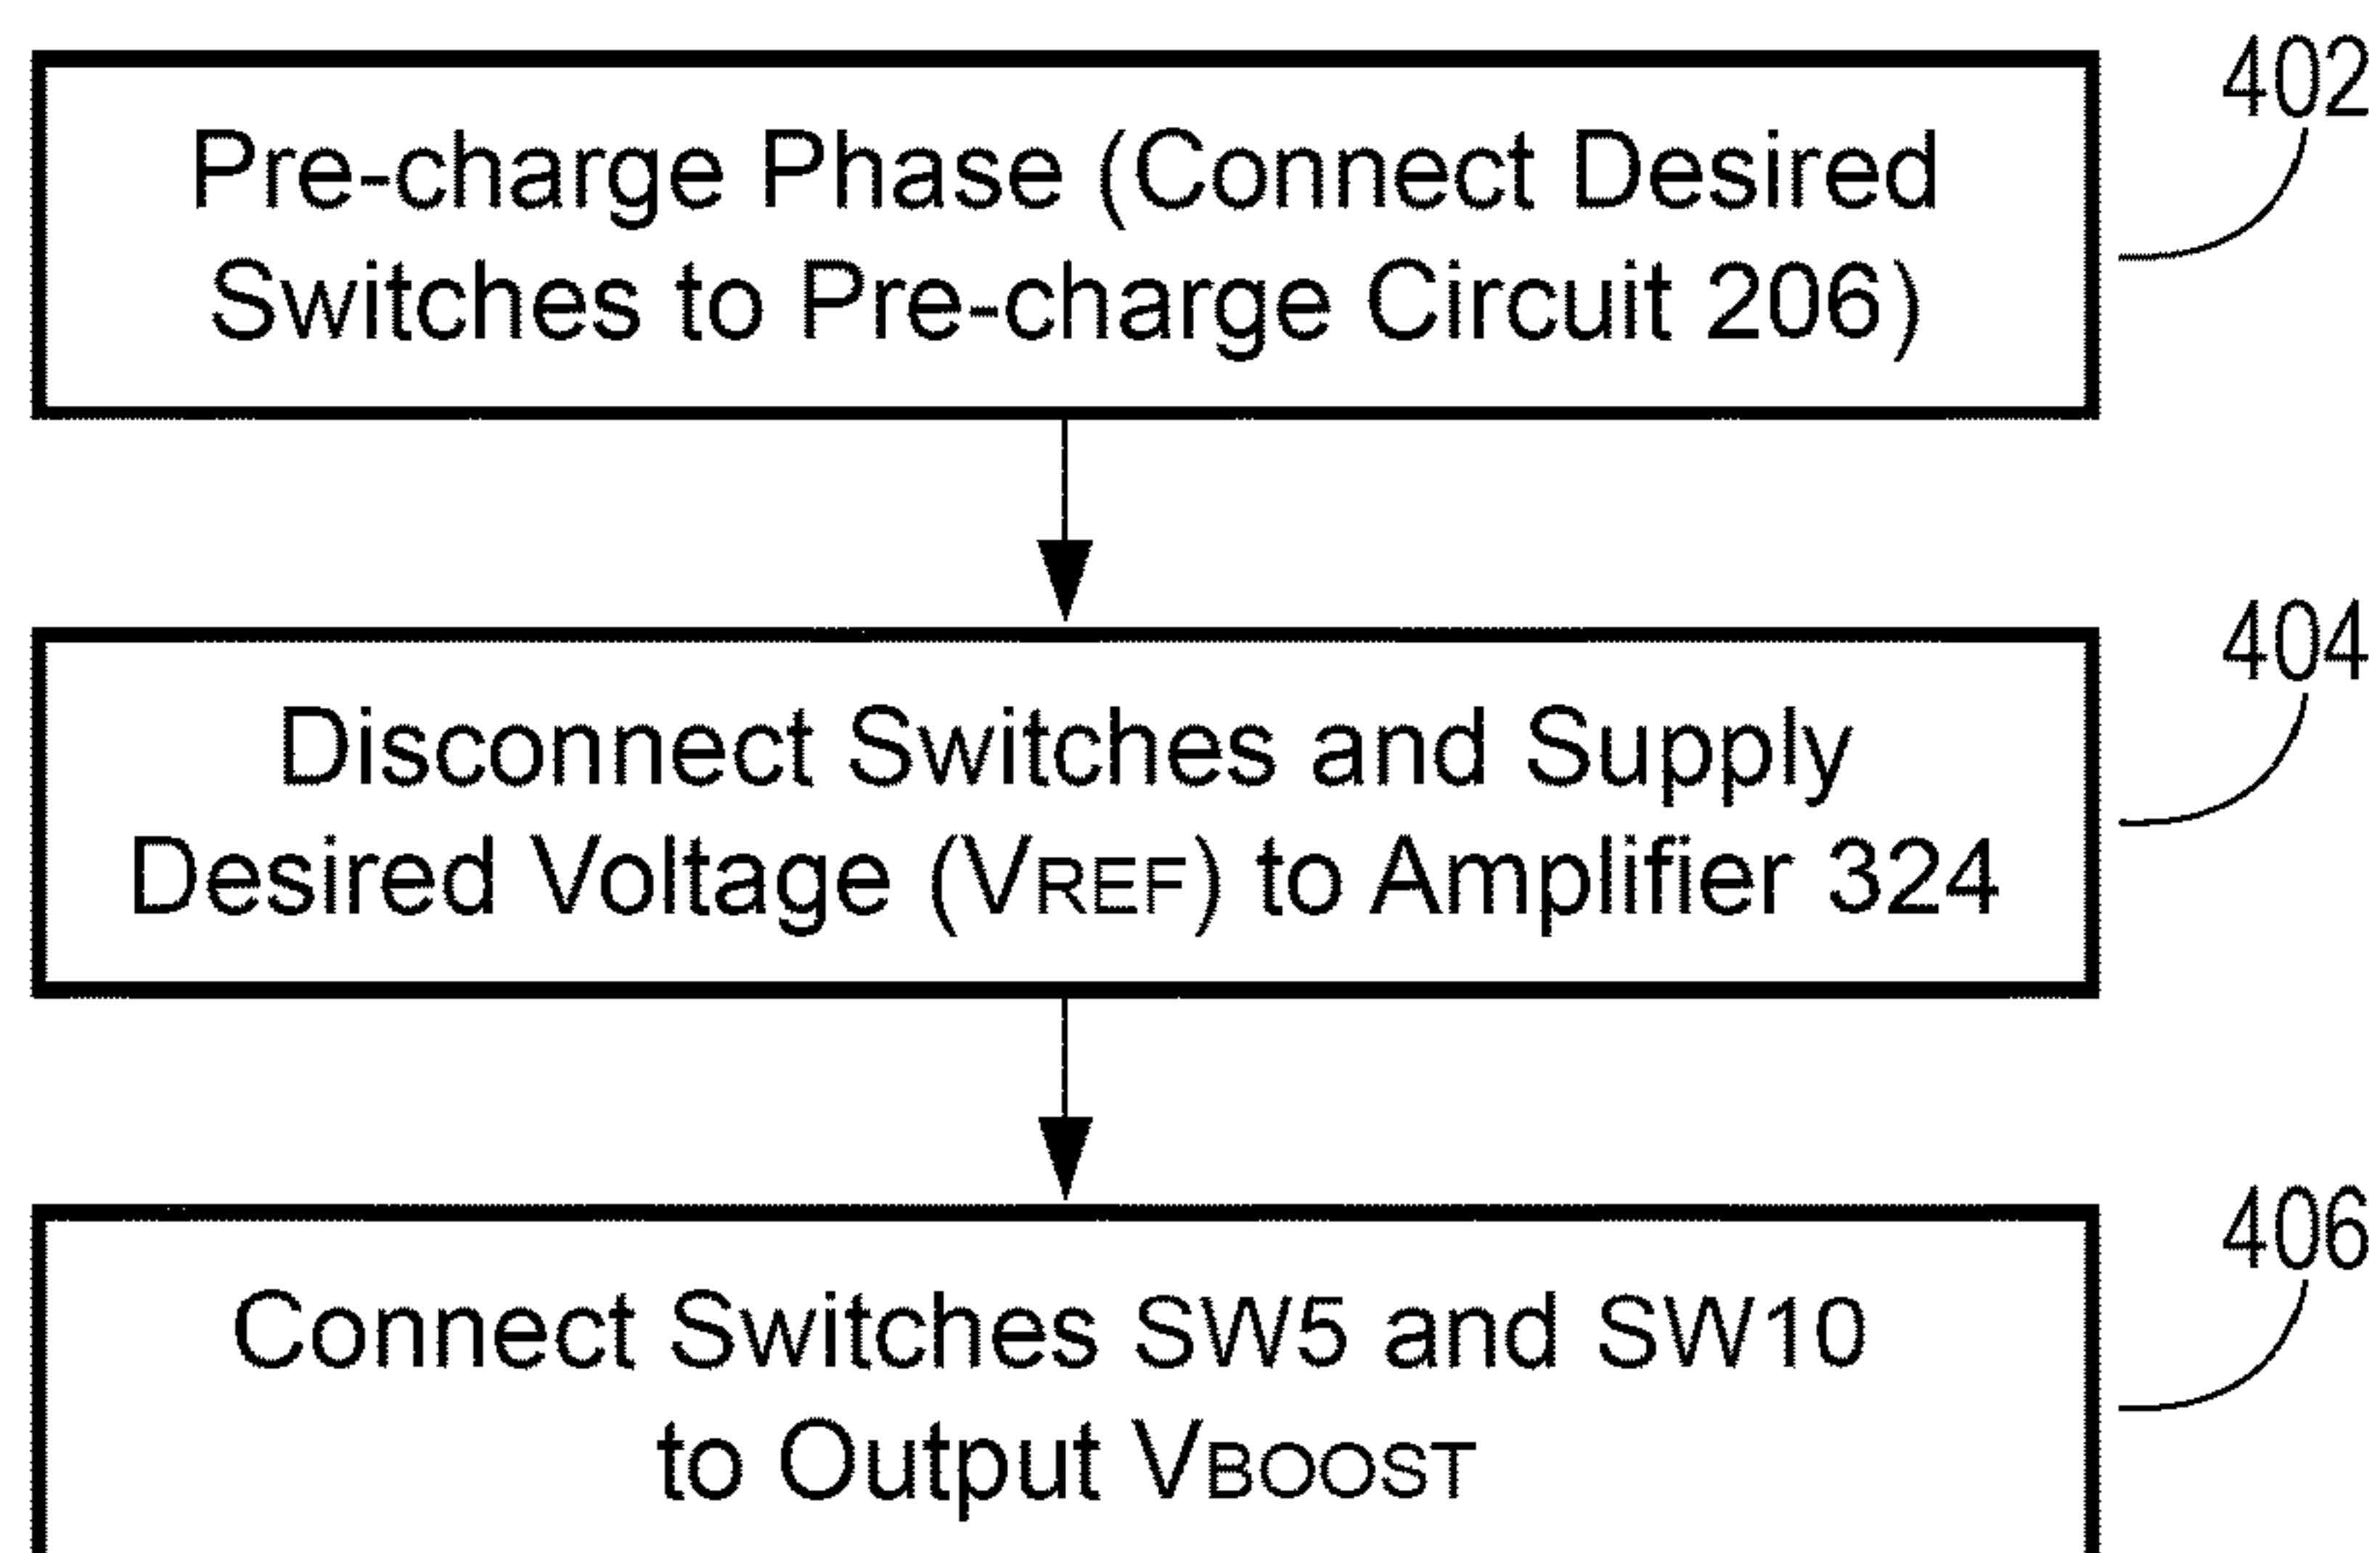 402
Pre-charge Phase (Connect Desired
Switches to Pre-charge Circuit 206)
404
Disconnect Switches and Supply
Desired Voltage (VREF) to Amplifier 324
406
Connect Switches SW5 and SW10
to Output VBOOST